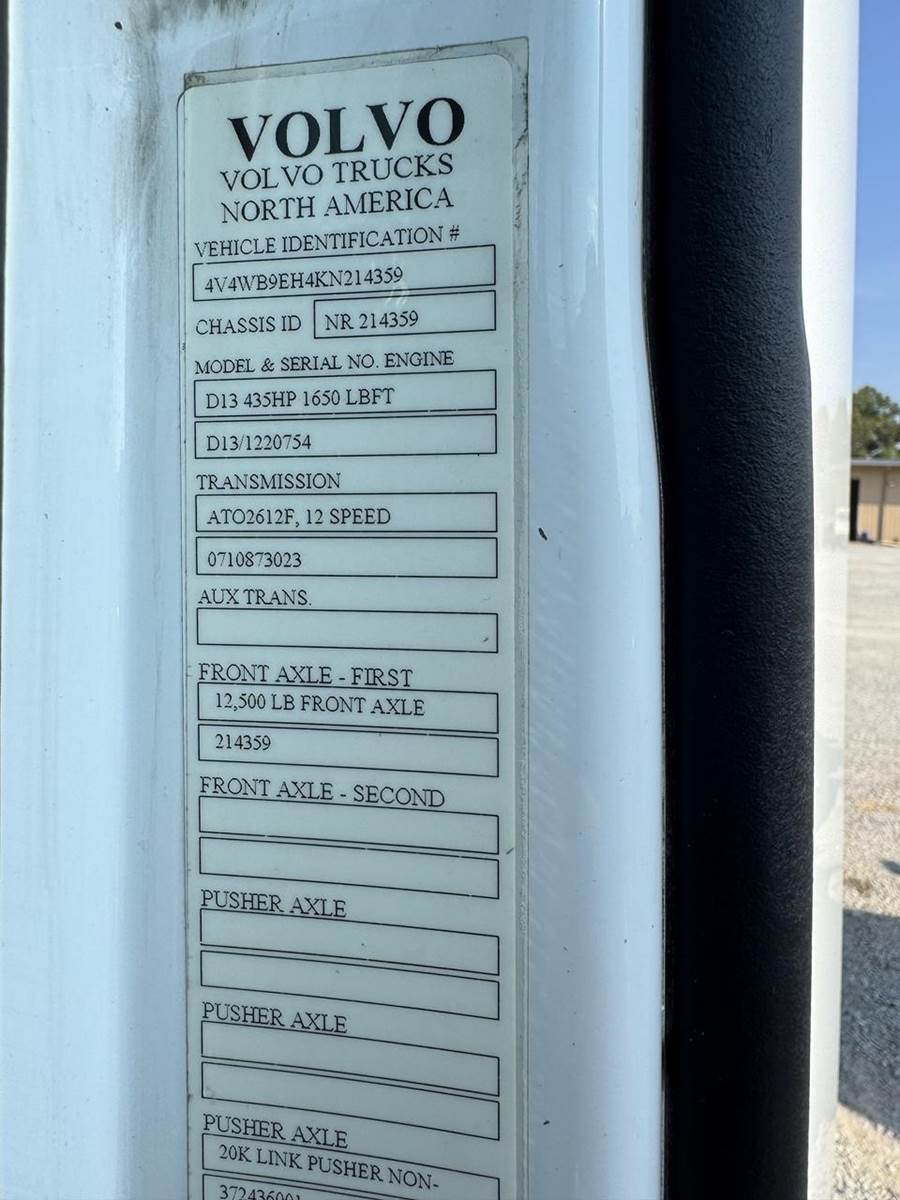 VOLVO
VOLVO TRUCKS
NORTH AMERICA
VEHICLE IDENTIFICATION #
4V4WB9EH4KN214359
CHASSIS ID NR 214359
MODEL & SERIAL NO. ENGINE
D13 435HP 1650 LBFT
D13/1220754
TRANSMISSION
ATO2612F, 12 SPEED
0710873023
AUX TRANS.
FRONT AXLE - FIRST
12,500 LB FRONT AXLE
214359
FRONT AXLE - SECOND
PUSHER AXLE
PUSHER AXLE
PUSHER AXLE
20K LINK PUSHER NON-
372436001